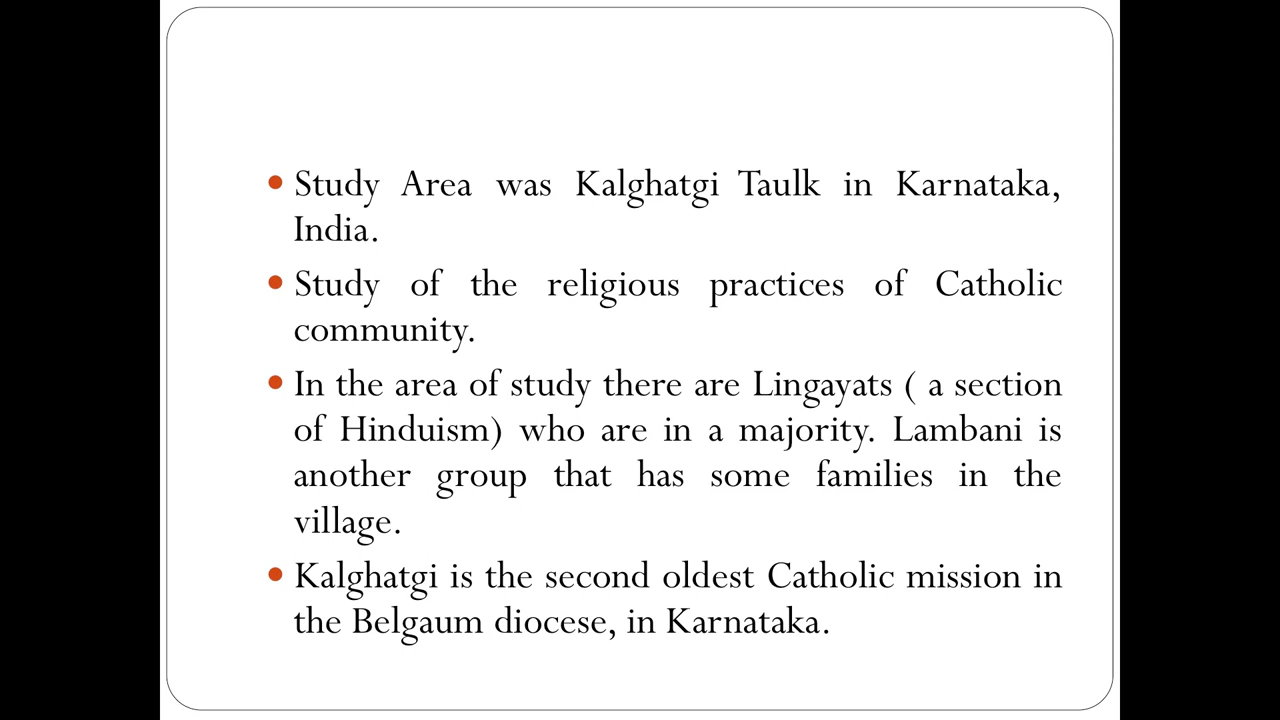 • Study Area was Kalghatgi Taulk in Karnataka,
India.
• Study of the religious practices of Catholic
community.
• In the area of study there are Lingayats ( a section
of Hinduism) who are in a majority. Lambani is
another group that has some families in the
village.
• Kalghatgi is the second oldest Catholic mission in
the Belgaum diocese, in Karnataka.